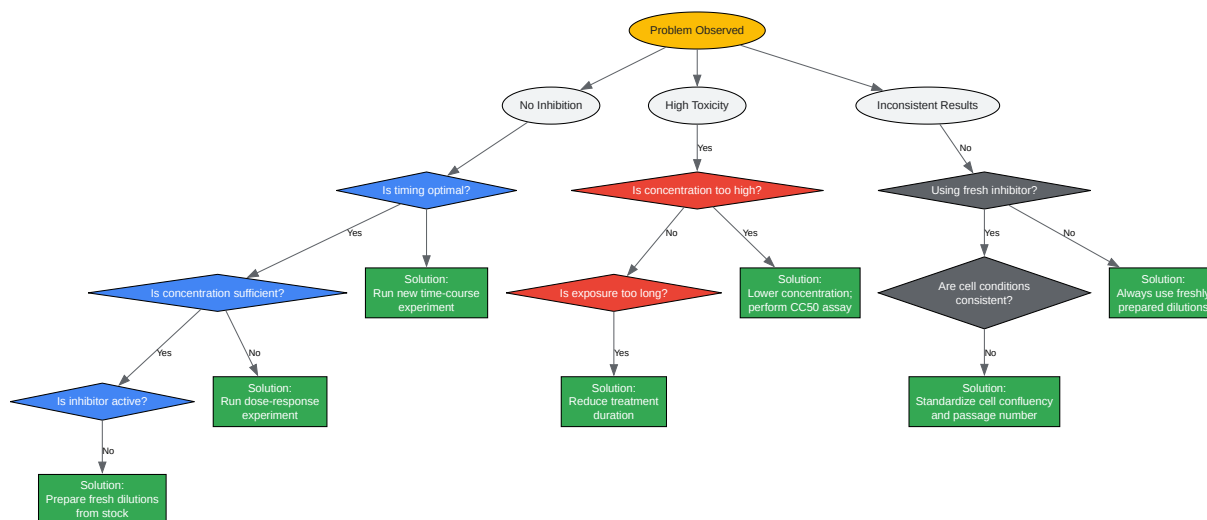 Problem Observed
No Inhibition
High Toxicity
Inconsistent Results
Yes
No
Is timing optimal?
Is concentration too high?
Using fresh inhibitor?
Yes
No
Yes
Yes
No
Is concentration sufficient?
Solution:
Run new time-course
experiment
Is exposure too long?
Solution:
Lower concentration;
perform CC50 assay
Are cell conditions
consistent?
Solution:
Always use freshly
prepared dilutions
Yes
No
Yes
No
Is inhibitor active?
Solution:
Run dose-response
experiment
Solution:
Reduce treatment
duration
Solution:
Standardize cell confluency
and passage number
No
Solution:
Prepare fresh dilutions
from stock